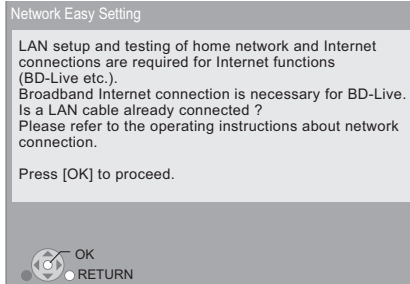 Network Easy Setting
LAN setup and testing of home network and Internet
connections are required for Internet functions
(BD-Live etc.).
Broadband Internet connection is necessary for BD-Live.
Is a LAN cable already connected ?
Please refer to the operating instructions about network
connection.
Press [OK] to proceed.
OK
RETURN